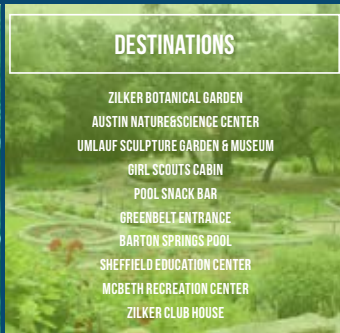 DESTINATIONS
ZILKER BOTANICAL GARDEN
AUSTIN NATURE&SCIENCE CENTER
UMLAUF SCULPTURE GARDEN & MUSEUM
GIRL SCOUTS CABIN
POOL SNACK BAR
GREENBELT ENTRANCE
BARTON SPRINGS POOL
SHEFFIELD EDUCATION CENTER
MCBETH RECREATION CENTER
ZILKER CLUB HOUSE